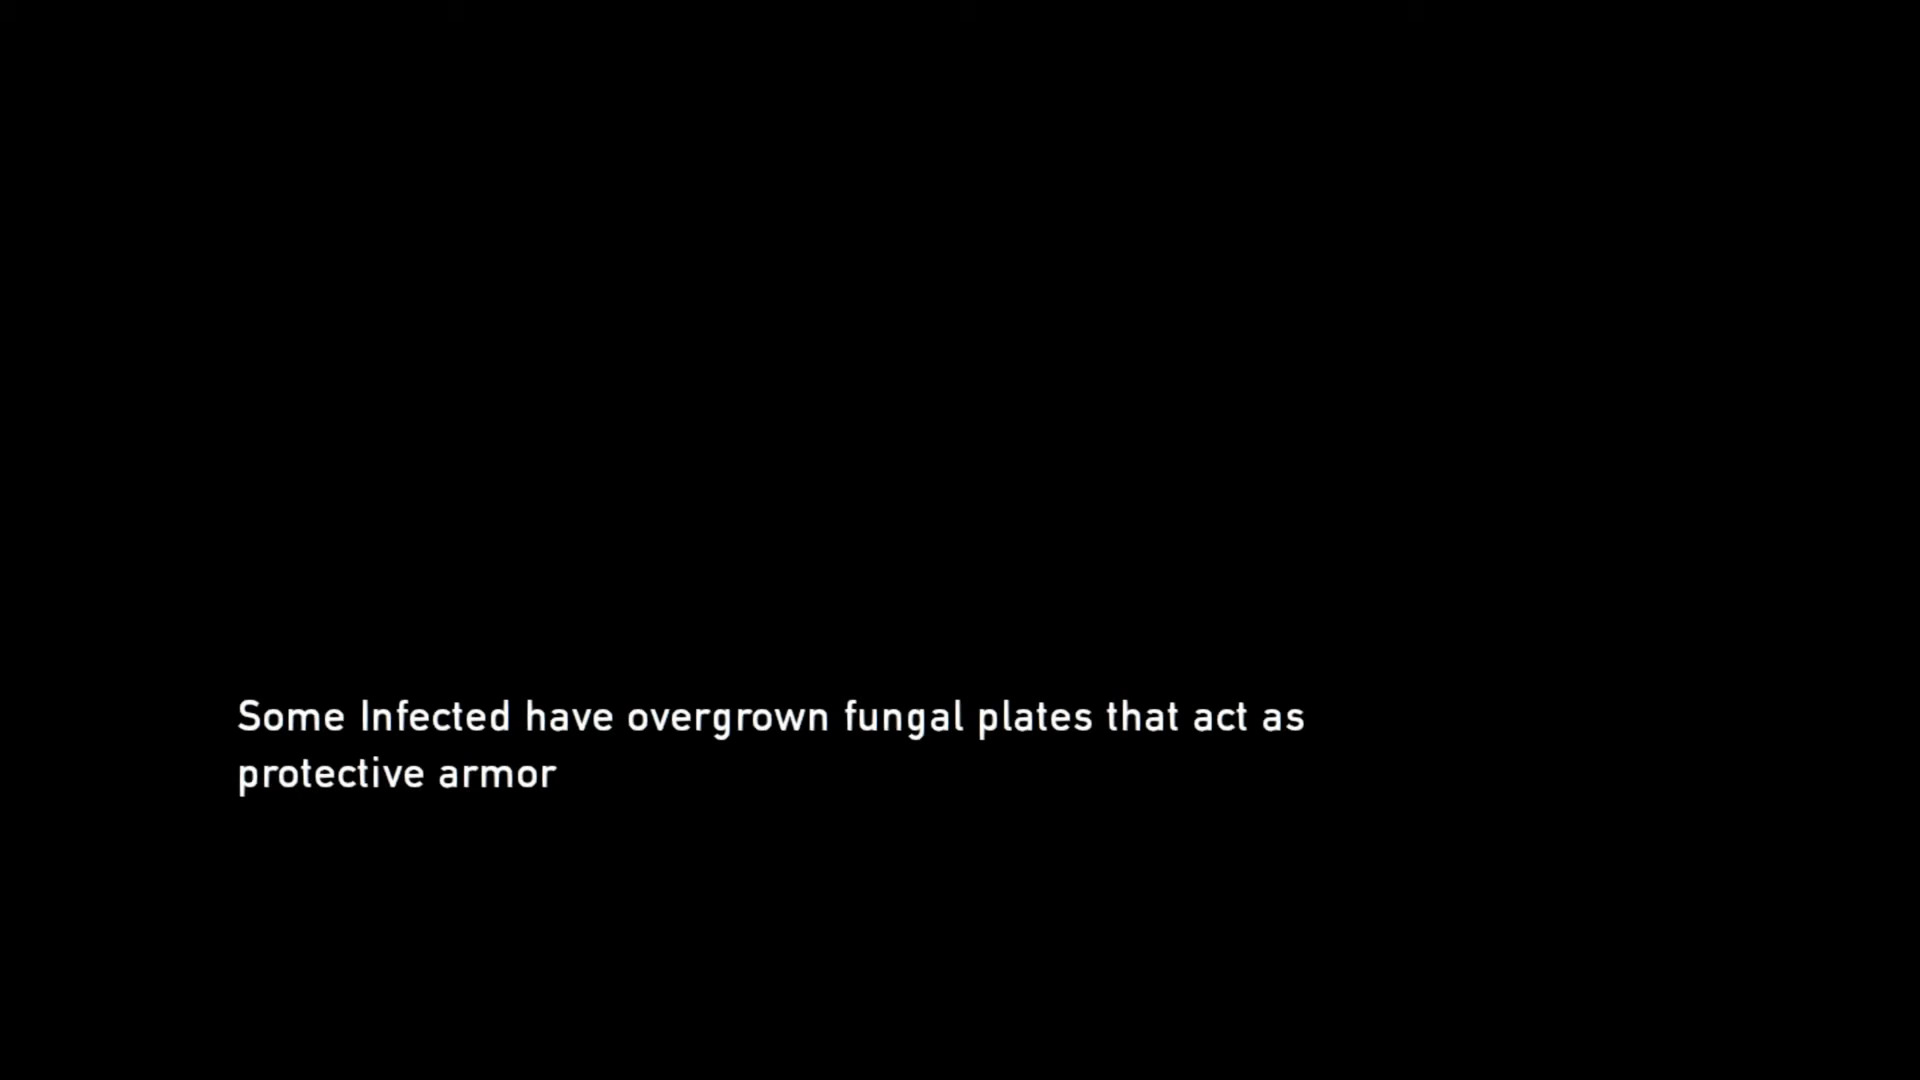 Some Infected have overgrown fungal plates that act as
protective armor